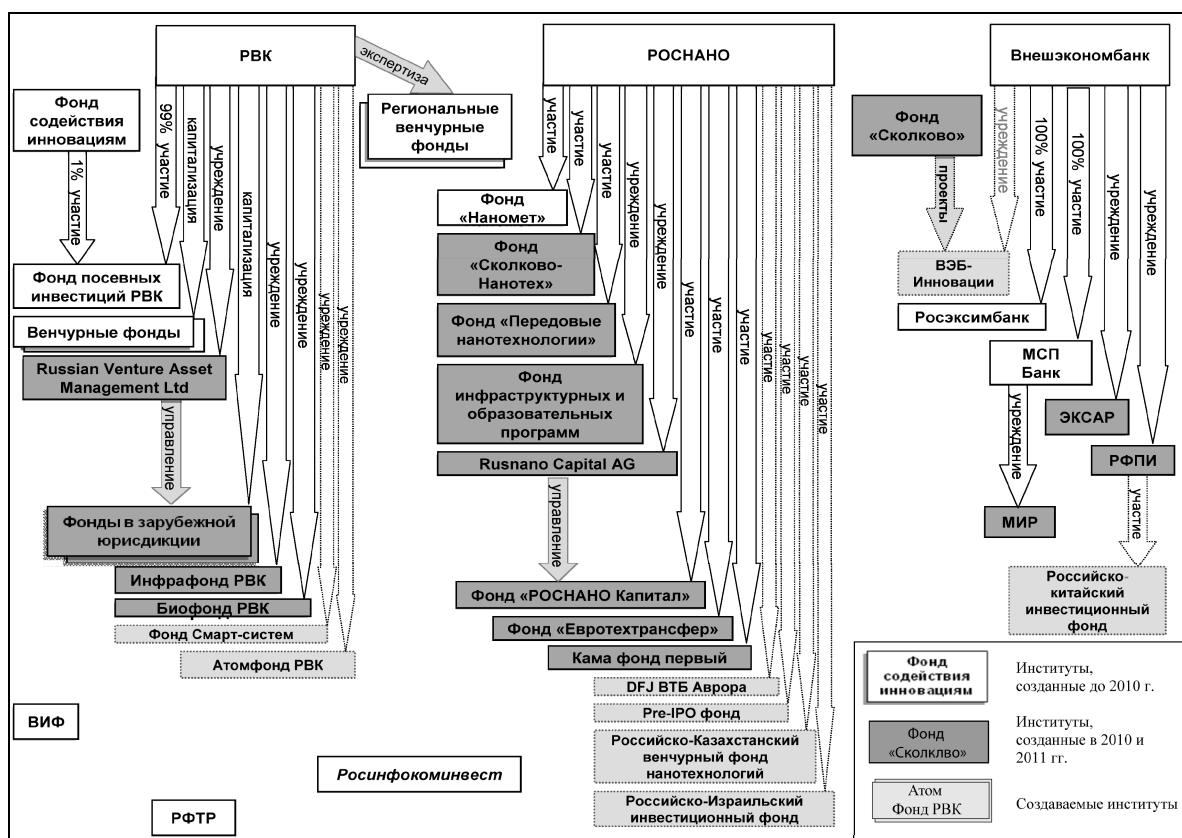 РВК
РОСНАНО
Внешэкономбанк
экспертиза
Фонд
содействия
инновациям
1% участие
99% участие
капитализация
учреждение
капитализация
учреждение
учреждение
учреждение
учреждение
Региональные
венчурные
фонды
Фонд посевных
инвестиций РВК
Венчурные фонды
Russian Venture Asset
Management Ltd
управление
Фонды в зарубежной
юрисдикции
Инфрафонд РВК
Биофонд РВК
Фонд Смарт-систем
Атомфонд РВК
ВИФ
РФТР
Росинфокоминвест
участие
участие
участие
учреждение
участие
участие
участие
участие
участие
участие
участие
участие
Фонд
«Наномет»
Фонд
«Сколково-
Нанотех»
Фонд «Передовые
нанотехнологии»
Фонд
инфраструктурных и
образовательных
программ
Rusnano Capital AG
управление
Фонд «РОСНАНО Капитал»
Фонд «Евротехтрансфер»
Кама фонд первый
DFJ ВТБ Аврора
Pre-IPO фонд
Российско-Казахстанский
венчурный фонд
нанотехнологий
Российско-Израильский
инвестиционный фонд
Фонд
«Сколково»
проекты
учреждение
100% участие
100% участие
учреждение
учреждение
ВЭБ-
Инновации
Росэксимбанк
МСП
Банк
учреждение
ЭКСАР
РФПИ
МИР
участие
Российско-
китайский
инвестиционный
фонд
Фонд
содействия
инновациям
Институты,
созданные до 2010 г.
Фонд
«Сколклво»
Институты,
созданные в 2010 и
2011 гг.
Атом
Фонд РВК
Создаваемые институты